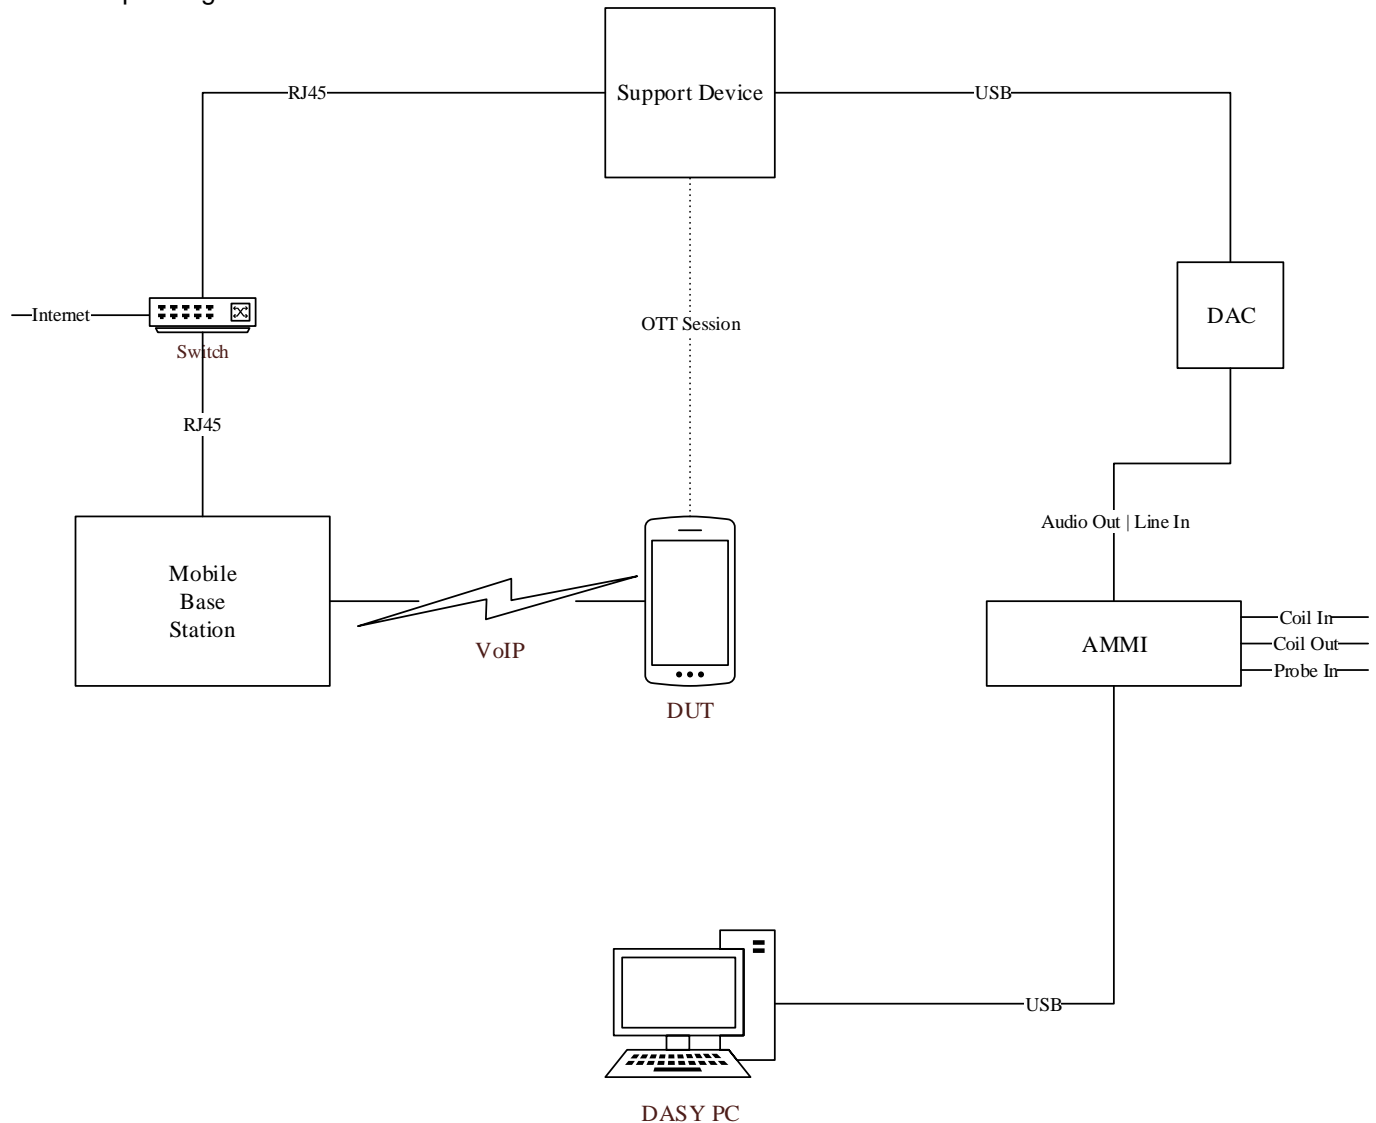 Support Device
RJ45
USB
Internet
Switch
OTT Session
DAC
RJ45
Audio Out | Line In
Mobile
Base
Station
VoIP
DUT
AMMI
Coil In
Coil Out
Probe In
USB
DASY PC